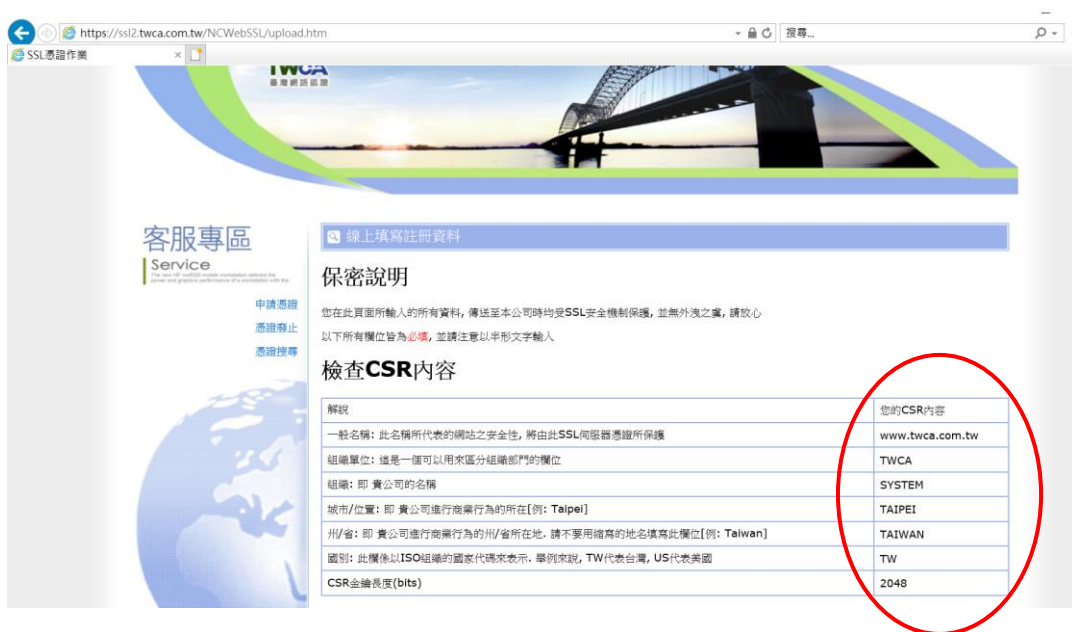 https://ssl2.twca.com.tw/NCWebSSL/upload.htm
搜尋...
SSL憑證作業
TWCA
臺灣網路認證
客服專區
Service
申請憑證
憑證廢止
憑證搜尋
線上填寫註冊資料
保密說明
您在此頁面所輸入的所有資料, 傳送至本公司時均受SSL安全機制保護, 並無外洩之虞, 請放心
以下所有欄位皆為必填, 並請注意以半形文字輸入
檢查CSR內容
解說 您的CSR內容
一般名稱: 此名稱所代表的網站之安全性, 將由此SSL伺服器憑證所保護 www.twca.com.tw
組織單位: 這是一個可以用來區分組織部門的欄位 TWCA
組織: 即 貴公司的名稱 SYSTEM
城市/位置: 即 貴公司進行商業行為的所在[例: Taipei] TAIPEI
州/省: 即 貴公司進行商業行為的州/省所在地. 請不要用縮寫的地名填寫此欄位[例: Taiwan] TAIWAN
國別: 此欄係以ISO組織的國家代碼來表示. 舉例來說, TW代表台灣, US代表美國 TW
CSR金鑰長度(bits) 2048